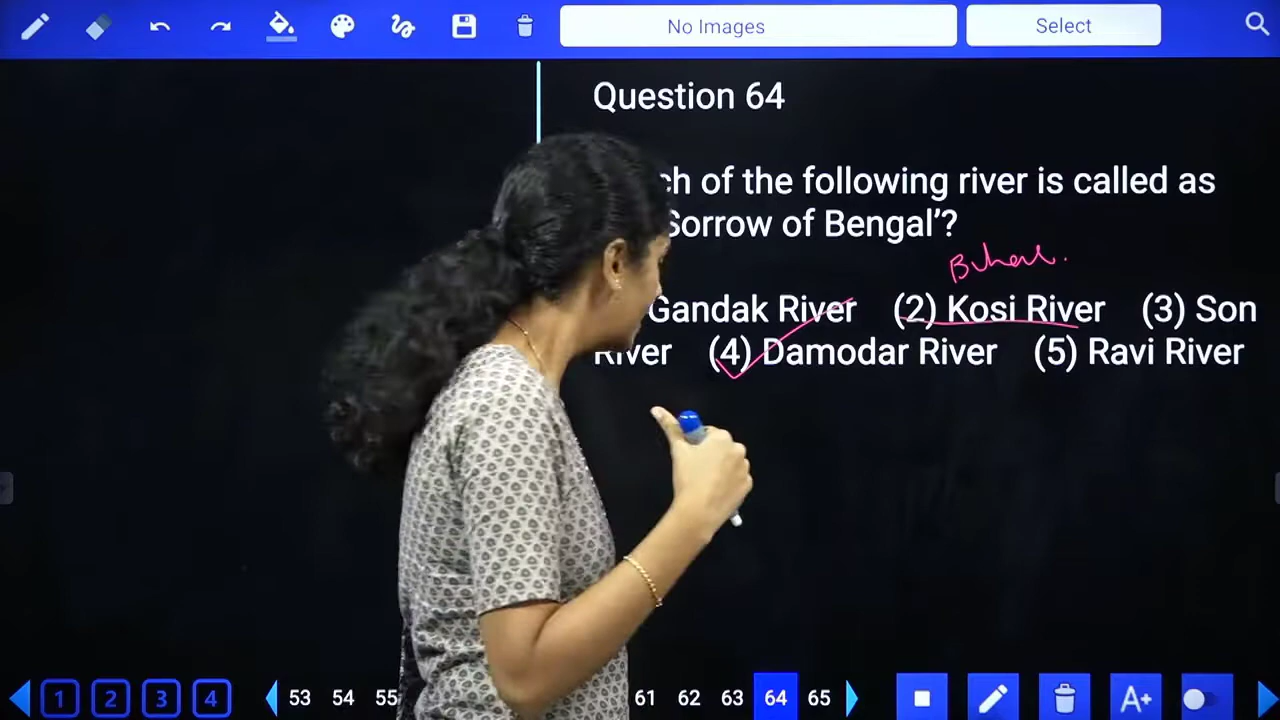 No Images
Select
Question 64
ch of the following river is called as
Sorrow of Bengal'?
Bihar.
Gandak River (2) Kosi River (3) Son
River (4) Damodar River (5) Ravi River
1 2 3 4 53 54 55 61 62 63 64 65 A+